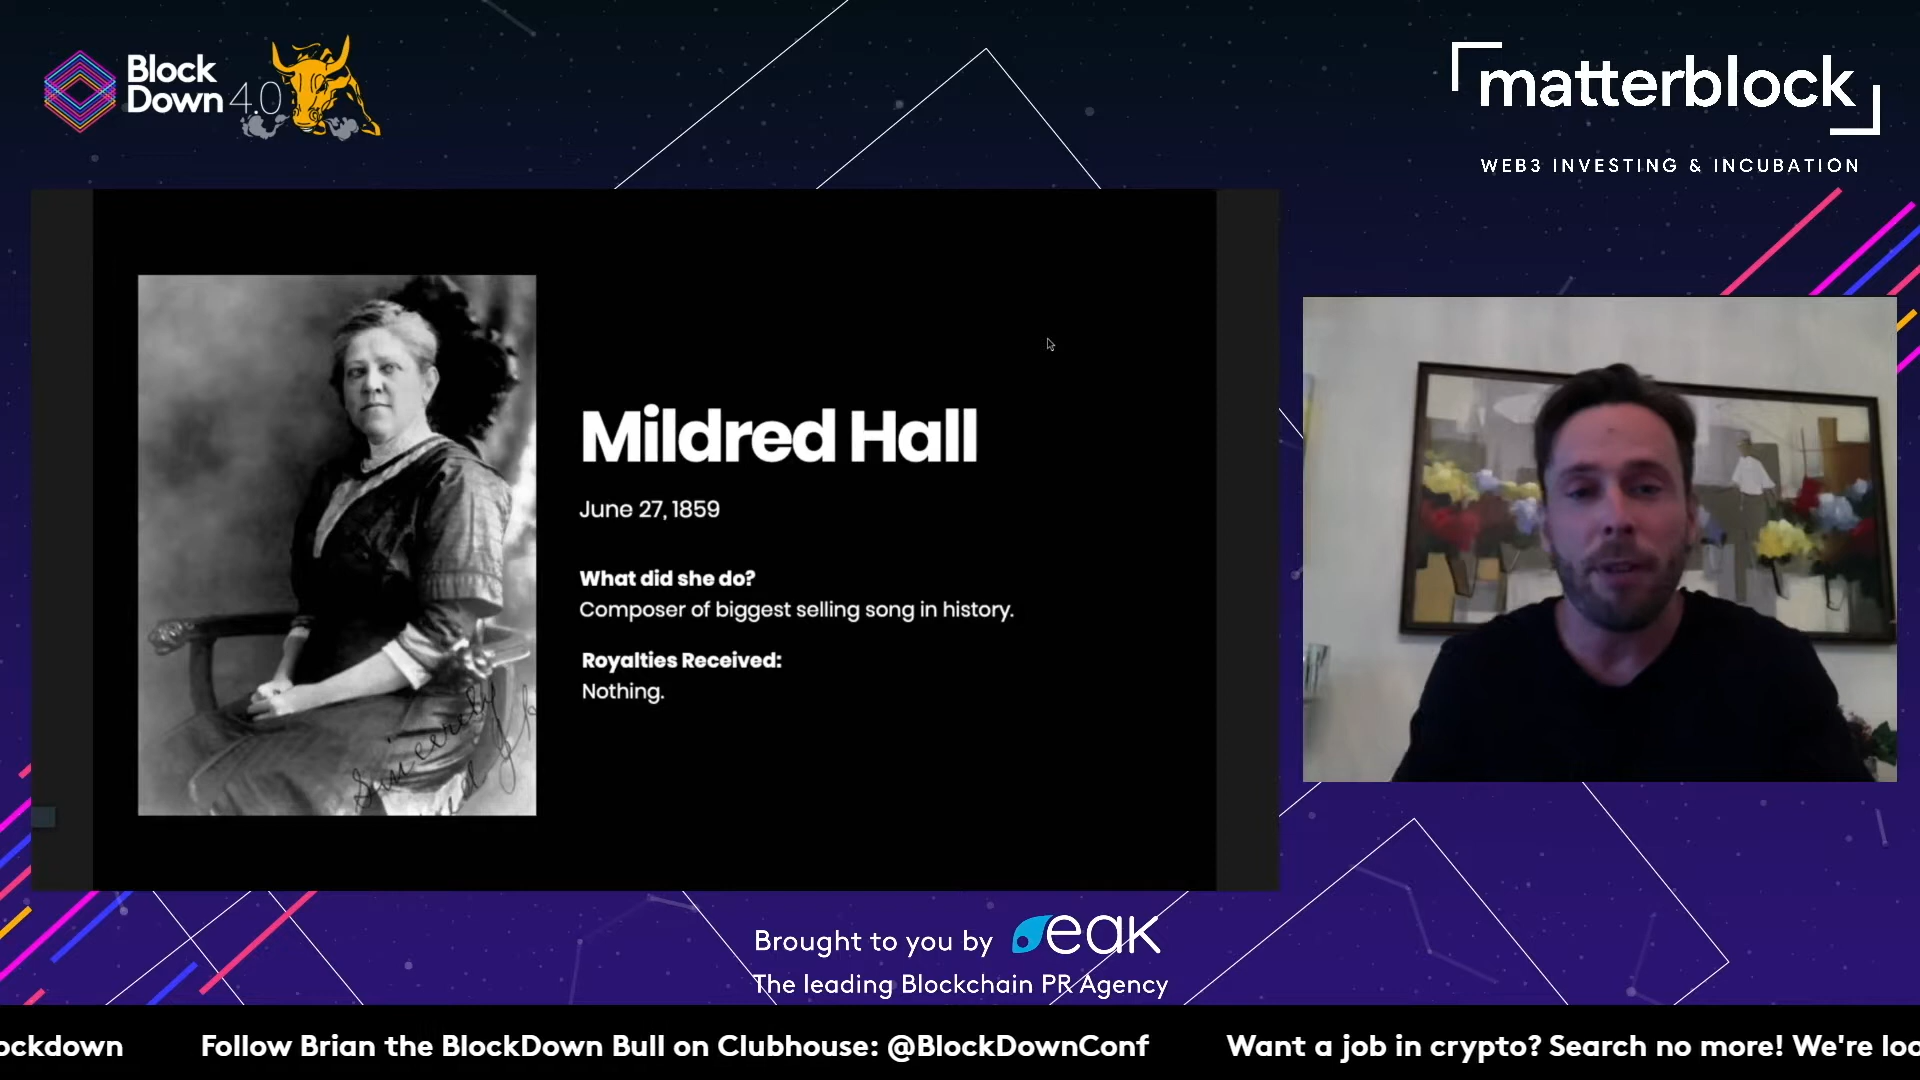 Block
Down 4.0
matterblock
WEB3 INVESTING & INCUBATION
Mildred Hall
June 27, 1859
What did she do?
Composer of biggest selling song in history.
Royalties Received:
Nothing.
Sincerely
Brought to you by eak
The leading Blockchain PR Agency
ockdown
Follow Brian the BlockDown Bull on Clubhouse: @BlockDownConf
Want a job in crypto? Search no more! We're loo